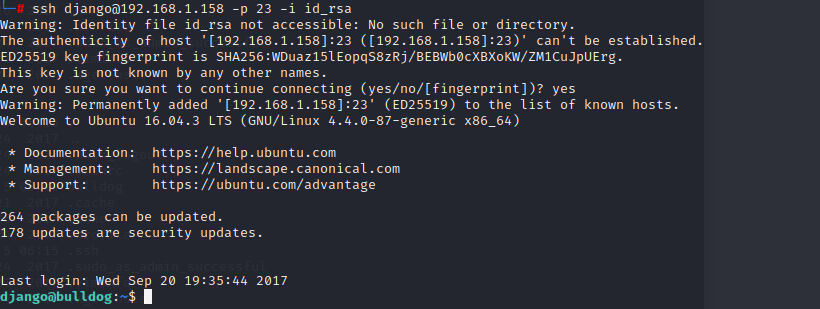 └─# ssh django@192.168.1.158 -p 23 -i id_rsa
Warning: Identity file id_rsa not accessible: No such file or directory.
The authenticity of host '[192.168.1.158]:23 ([192.168.1.158]:23)' can't be established.
ED25519 key fingerprint is SHA256:WDuaz15lEopqS8zRj/BEBWb0cXBXoKW/ZM1CuJpUErg.
This key is not known by any other names.
Are you sure you want to continue connecting (yes/no/[fingerprint])? yes
Warning: Permanently added '[192.168.1.158]:23' (ED25519) to the list of known hosts.
Welcome to Ubuntu 16.04.3 LTS (GNU/Linux 4.4.0-87-generic x86_64)

 * Documentation:  https://help.ubuntu.com
 * Management:     https://landscape.canonical.com
 * Support:        https://ubuntu.com/advantage

264 packages can be updated.
178 updates are security updates.

Last login: Wed Sep 20 19:35:44 2017
django@bulldog:~$